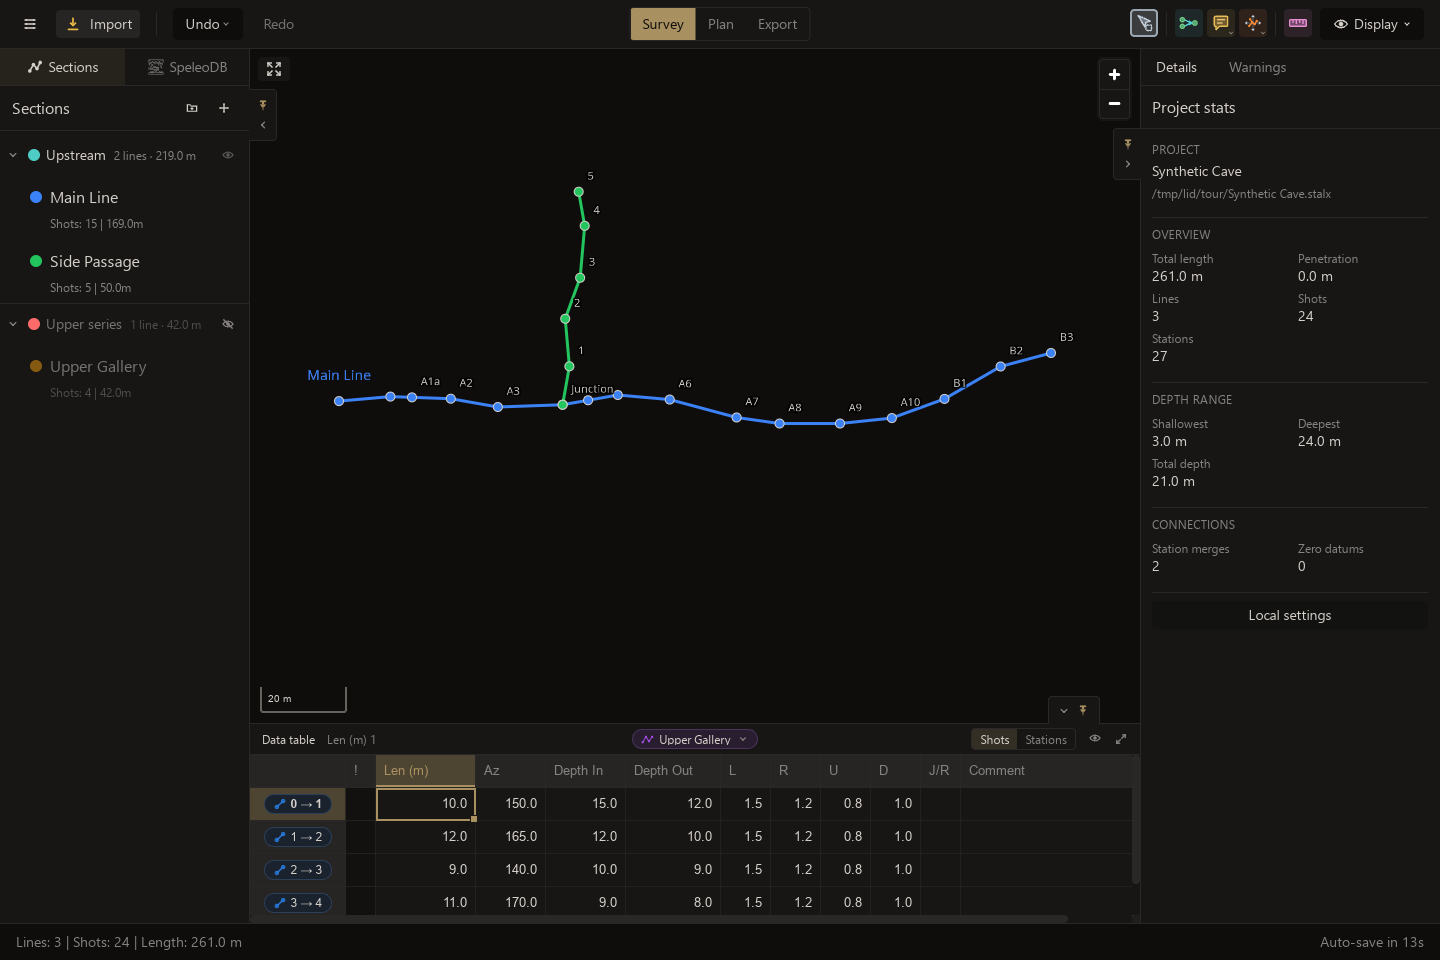 Import
Undo
Redo
Survey
Plan
Export
Display
Sections
SpeleoDB
Sections
Upstream 2 lines · 219.0 m
Main Line
Shots: 15 | 169.0m
Side Passage
Shots: 5 | 50.0m
Upper series 1 line · 42.0 m
Upper Gallery
Shots: 4 | 42.0m
5
4
3
2
1
Main Line
A1a
A2
A3
Junction
A6
A7
A8
A9
A10
B1
B2
B3
20 m
Details
Warnings
Project stats
PROJECT
Synthetic Cave
/tmp/lid/tour/Synthetic Cave.stalx
OVERVIEW
Total length Penetration
261.0 m 0.0 m
Lines Shots
3 24
Stations
27
DEPTH RANGE
Shallowest Deepest
3.0 m 24.0 m
Total depth
21.0 m
CONNECTIONS
Station merges Zero datums
2 0
Local settings
Data table Len (m) 1
Upper Gallery
Shots Stations
! Len (m) Az Depth In Depth Out L R U D J/R Comment
0→1 10.0 150.0 15.0 12.0 1.5 1.2 0.8 1.0
1→2 12.0 165.0 12.0 10.0 1.5 1.2 0.8 1.0
2→3 9.0 140.0 10.0 9.0 1.5 1.2 0.8 1.0
3→4 11.0 170.0 9.0 8.0 1.5 1.2 0.8 1.0
Lines: 3 | Shots: 24 | Length: 261.0 m
Auto-save in 13s